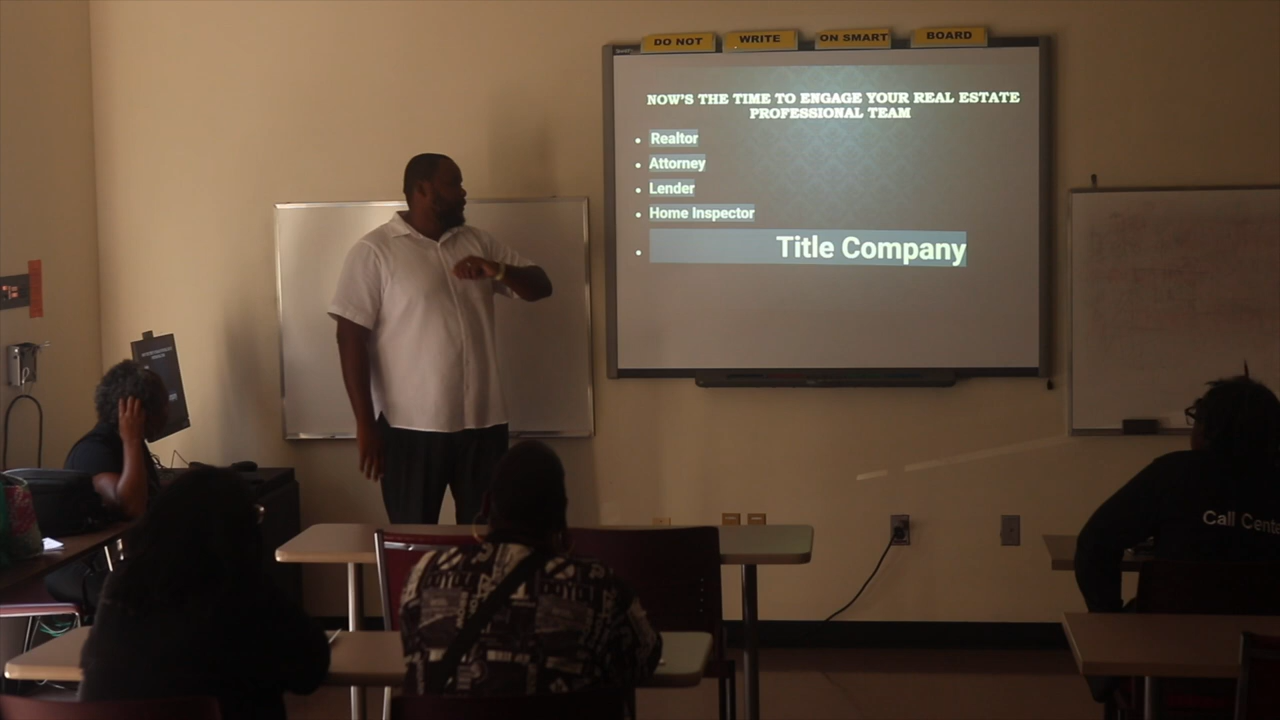 DO NOT WRITE ON SMART BOARD
NOW'S THE TIME TO ENGAGE YOUR REAL ESTATE
PROFESSIONAL TEAM
Realtor
Attorney
Lender
Home Inspector
Title Company
Call